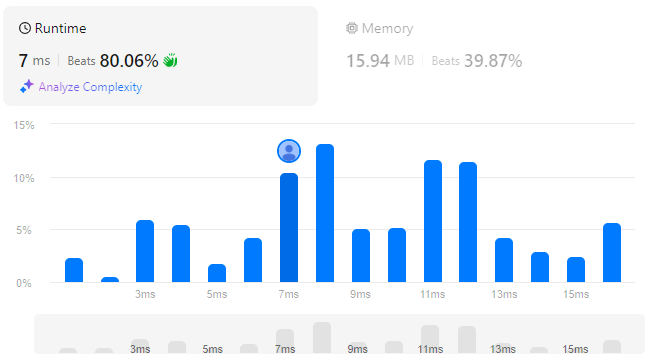 Runtime
7 ms | Beats 80.06%
Analyze Complexity
Memory
15.94 MB | Beats 39.87%
15%
10%
5%
0%
3ms 5ms 7ms 9ms 11ms 13ms 15ms
3ms 5ms 7ms 9ms 11ms 13ms 15ms